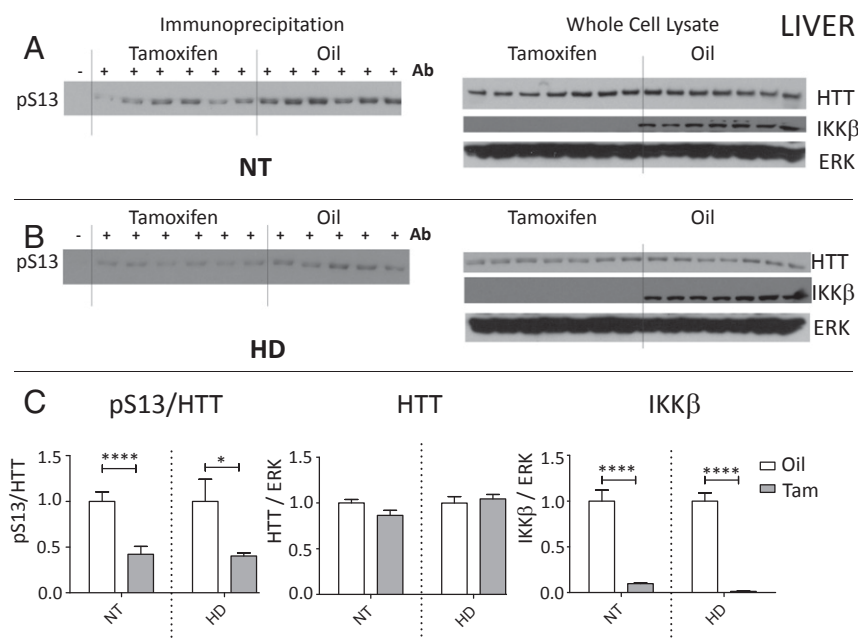 Immunoprecipitation Whole Cell Lysate LIVER
A Tamoxifen Oil Tamoxifen Oil
- + + + + + + + + + + + + Ab
pS13 HTT
IKKβ
NT ERK
B Tamoxifen Oil Tamoxifen Oil
- + + + + + + + + + + + Ab
pS13 HTT
IKKβ
HD ERK
C pS13/HTT HTT IKKβ
pS13/HTT
1.5
1.0
0.5
0.0
**** *
NT HD
HTT / ERK
1.5
1.0
0.5
0.0
NT HD
IKKβ / ERK
1.5
1.0
0.5
0.0
**** ****
NT HD
Oil
Tam